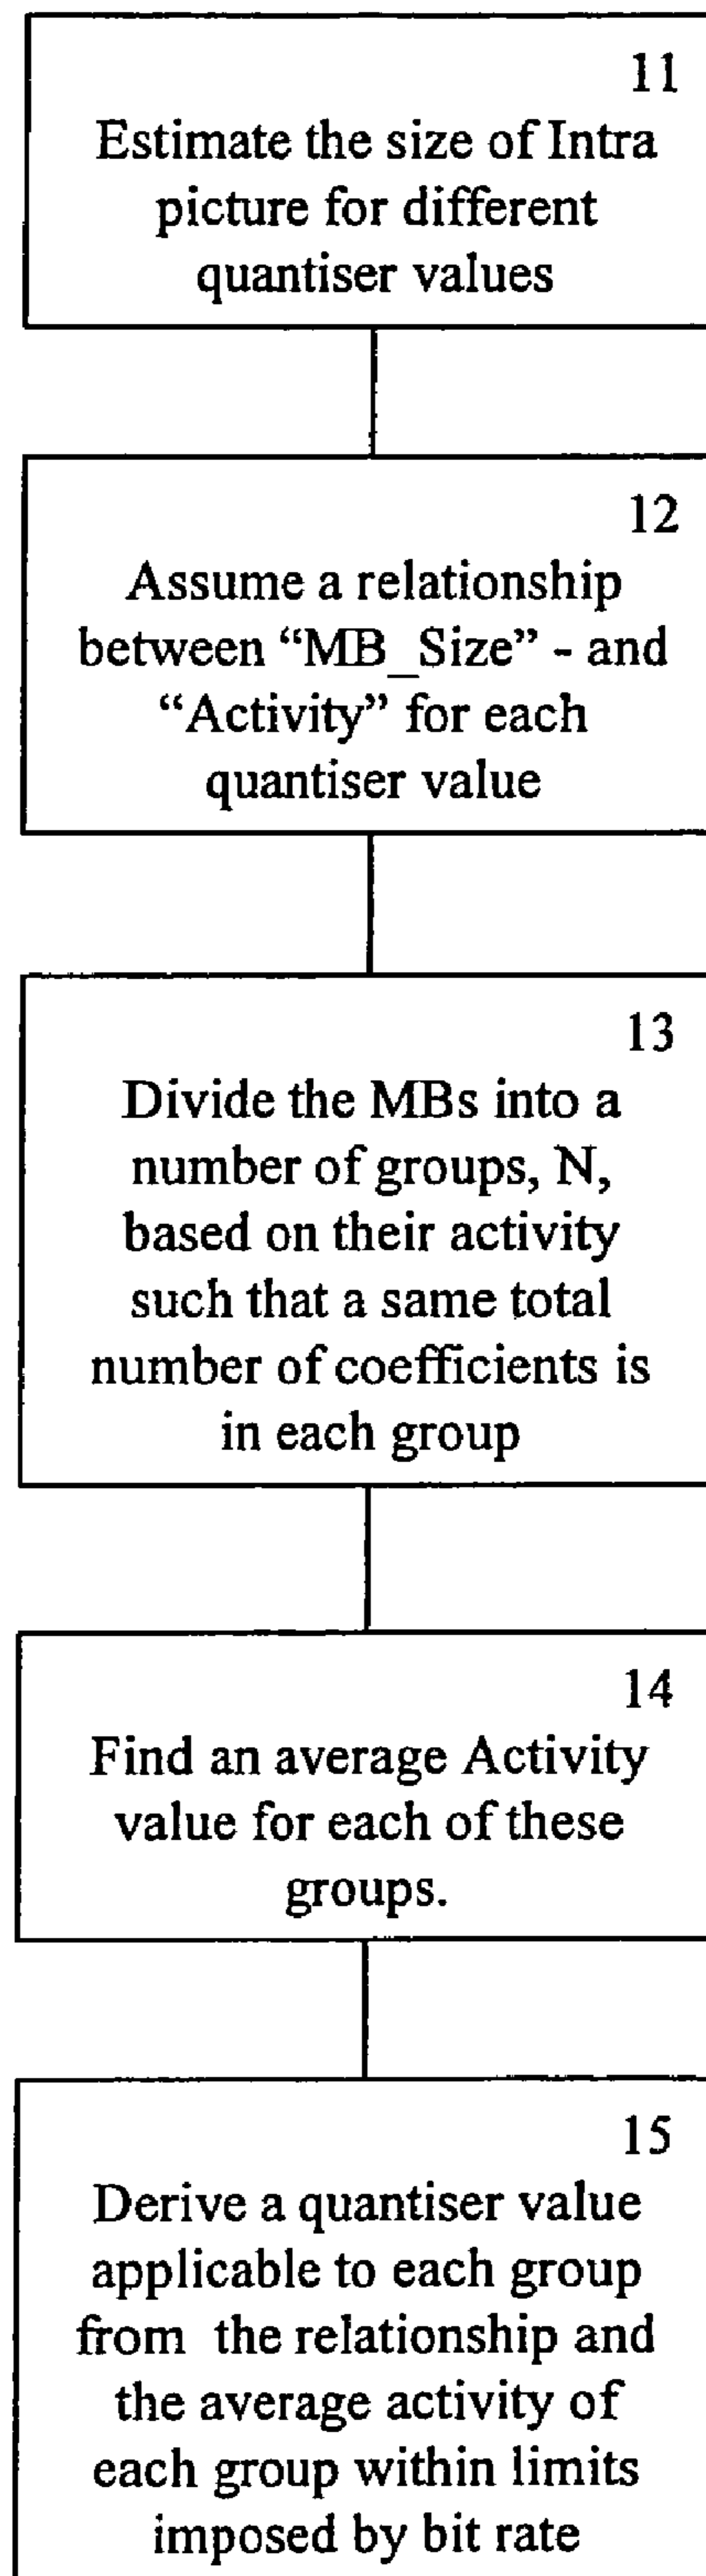 11
Estimate the size of Intra
picture for different
quantiser values
12
Assume a relationship
between “MB_Size” - and
“Activity” for each
quantiser value
13
Divide the MBs into a
number of groups, N,
based on their activity
such that a same total
number of coefficients is
in each group
14
Find an average Activity
value for each of these
groups.
15
Derive a quantiser value
applicable to each group
from the relationship and
the average activity of
each group within limits
imposed by bit rate